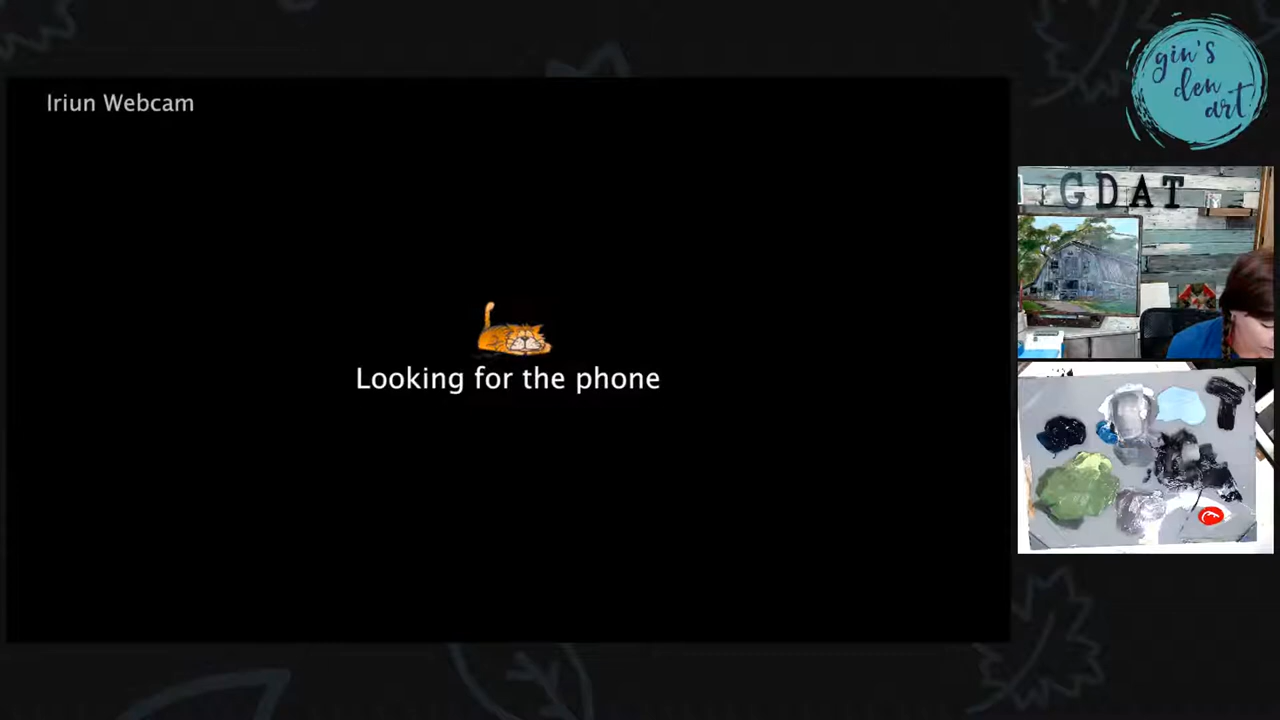 Iriun Webcam
gin's
den
art
GDAT
Looking for the phone